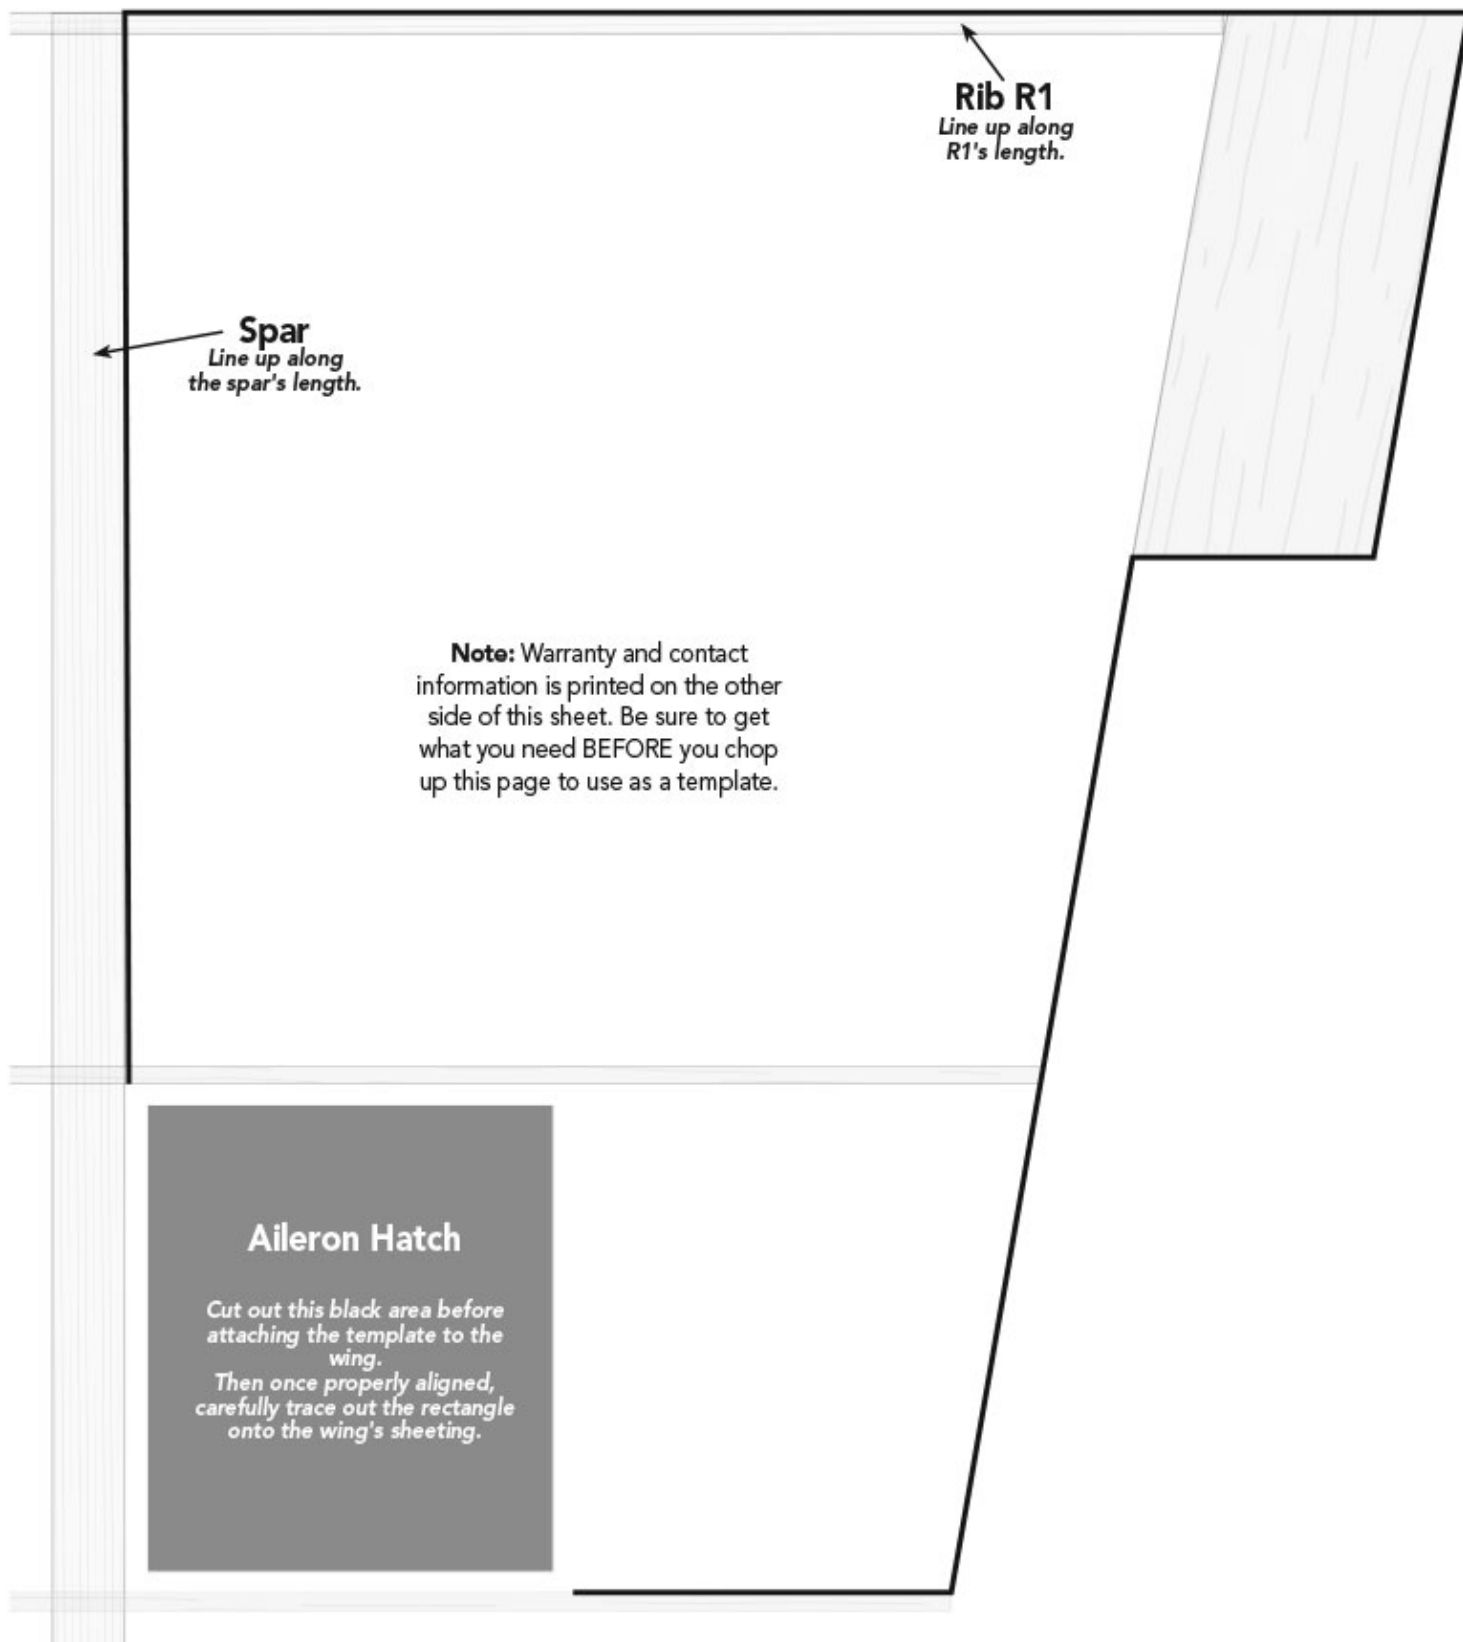 Rib R1
Line up along
R1's length.
Spar
Line up along
the spar's length.
Note: Warranty and contact
information is printed on the other
side of this sheet. Be sure to get
what you need BEFORE you chop
up this page to use as a template.
Aileron Hatch
Cut out this black area before
attaching the template to the
wing.
Then once properly aligned,
carefully trace out the rectangle
onto the wing's sheeting.